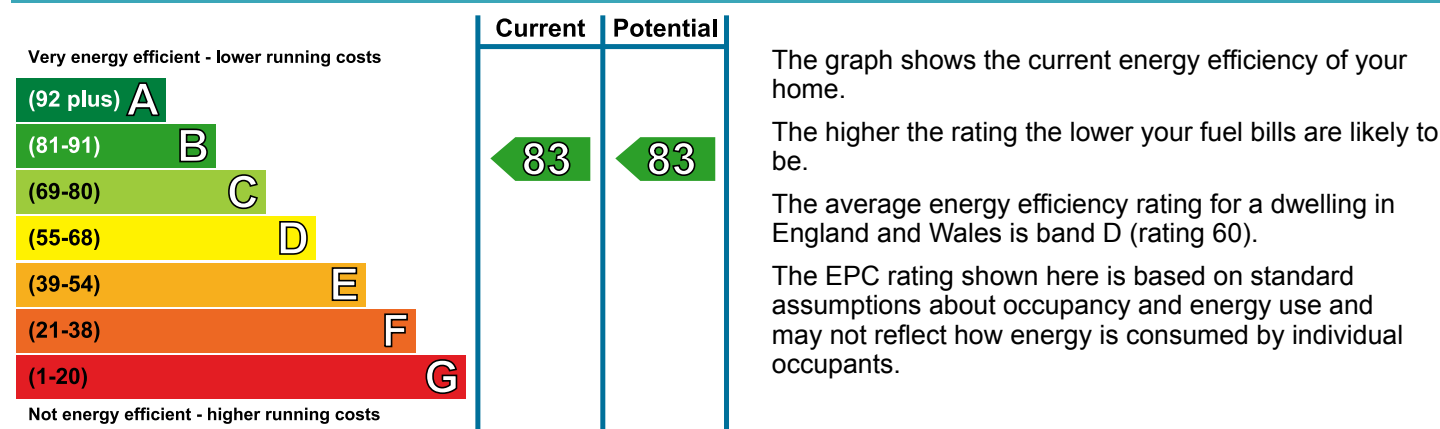 Current Potential
Very energy efficient - lower running costs
(92 plus) A
(81-91) B
83 83
(69-80) C
(55-68) D
(39-54) E
(21-38) F
(1-20) G
Not energy efficient - higher running costs
The graph shows the current energy efficiency of your
home.
The higher the rating the lower your fuel bills are likely to
be.
The average energy efficiency rating for a dwelling in
England and Wales is band D (rating 60).
The EPC rating shown here is based on standard
assumptions about occupancy and energy use and
may not reflect how energy is consumed by individual
occupants.